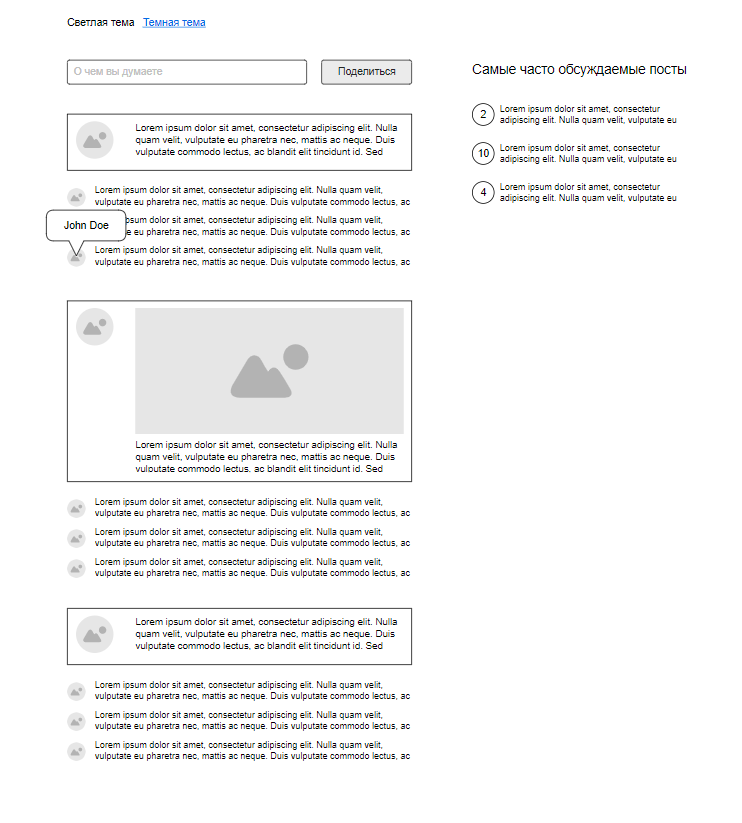 Светлая тема Темная тема
О чем вы думаете
Поделиться
Lorem ipsum dolor sit amet, consectetur adipiscing elit. Nulla
quam velit, vulputate eu pharetra nec, mattis ac neque. Duis
vulputate commodo lectus, ac blandit elit tincidunt id. Sed
Lorem ipsum dolor sit amet, consectetur adipiscing elit. Nulla quam velit,
vulputate eu pharetra nec, mattis ac neque. Duis vulputate commodo lectus, ac
John Doe
ipsum dolor sit amet, consectetur adipiscing elit. Nulla quam velit,
eu pharetra nec, mattis ac neque. Duis vulputate commodo lectus, ac
Lorem ipsum dolor sit amet, consectetur adipiscing elit. Nulla quam velit,
vulputate eu pharetra nec, mattis ac neque. Duis vulputate commodo lectus, ac
Lorem ipsum dolor sit amet, consectetur adipiscing elit. Nulla
quam velit, vulputate eu pharetra nec, mattis ac neque. Duis
vulputate commodo lectus, ac blandit elit tincidunt id. Sed
Lorem ipsum dolor sit amet, consectetur adipiscing elit. Nulla quam velit,
vulputate eu pharetra nec, mattis ac neque. Duis vulputate commodo lectus, ac
Lorem ipsum dolor sit amet, consectetur adipiscing elit. Nulla quam velit,
vulputate eu pharetra nec, mattis ac neque. Duis vulputate commodo lectus, ac
Lorem ipsum dolor sit amet, consectetur adipiscing elit. Nulla quam velit,
vulputate eu pharetra nec, mattis ac neque. Duis vulputate commodo lectus, ac
Lorem ipsum dolor sit amet, consectetur adipiscing elit. Nulla
quam velit, vulputate eu pharetra nec, mattis ac neque. Duis
vulputate commodo lectus, ac blandit elit tincidunt id. Sed
Lorem ipsum dolor sit amet, consectetur adipiscing elit. Nulla quam velit,
vulputate eu pharetra nec, mattis ac neque. Duis vulputate commodo lectus, ac
Lorem ipsum dolor sit amet, consectetur adipiscing elit. Nulla quam velit,
vulputate eu pharetra nec, mattis ac neque. Duis vulputate commodo lectus, ac
Lorem ipsum dolor sit amet, consectetur adipiscing elit. Nulla quam velit,
vulputate eu pharetra nec, mattis ac neque. Duis vulputate commodo lectus, ac
Самые часто обсуждаемые посты
2
Lorem ipsum dolor sit amet, consectetur
adipiscing elit. Nulla quam velit, vulputate eu
10
Lorem ipsum dolor sit amet, consectetur
adipiscing elit. Nulla quam velit, vulputate eu
4
Lorem ipsum dolor sit amet, consectetur
adipiscing elit. Nulla quam velit, vulputate eu